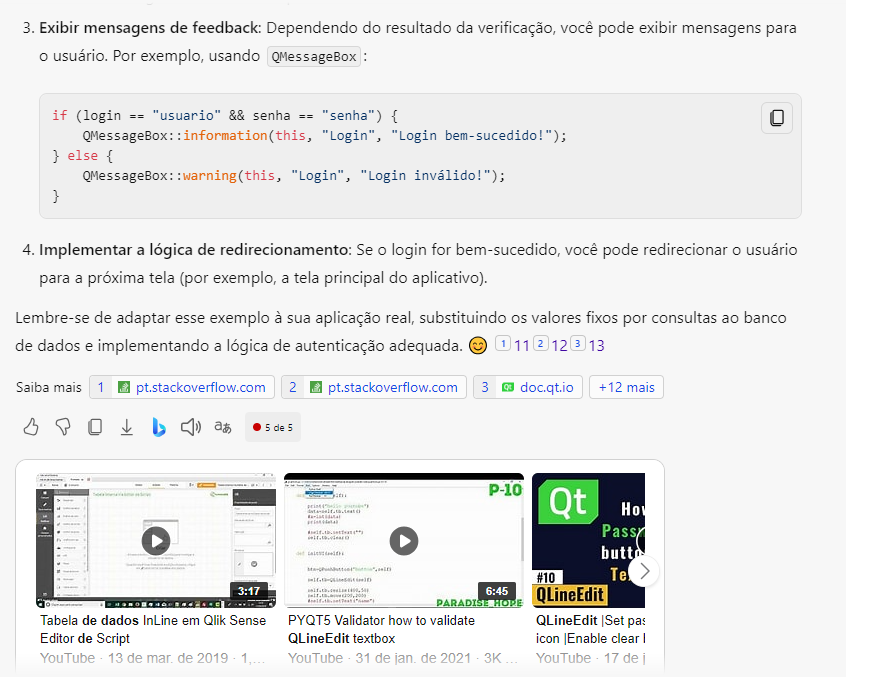 3. Exibir mensagens de feedback: Dependendo do resultado da verificação, você pode exibir mensagens para
o usuário. Por exemplo, usando QMessageBox :
if (login == "usuario" && senha == "senha") {
    QMessageBox::information(this, "Login", "Login bem-sucedido!");
} else {
    QMessageBox::warning(this, "Login", "Login inválido!");
}
4. Implementar a lógica de redirecionamento: Se o login for bem-sucedido, você pode redirecionar o usuário
para a próxima tela (por exemplo, a tela principal do aplicativo).
Lembre-se de adaptar esse exemplo à sua aplicação real, substituindo os valores fixos por consultas ao banco
de dados e implementando a lógica de autenticação adequada. 😊 1 11 2 12 3 13
Saiba mais 1 pt.stackoverflow.com 2 pt.stackoverflow.com 3 doc.qt.io +12 mais
5 de 5
3:17
P-10
print(data)
6:45
PARADISE_HOPE
Qt
#10
QLineEdit
Tabela de dados InLine em Qlik Sense
Editor de Script
YouTube · 13 de mar. de 2019 · 1,...
PYQT5 Validator how to validate
QLineEdit textbox
YouTube · 31 de jan. de 2021 · 3K ...
QLineEdit |Set pas
icon |Enable clear
YouTube · 17 de j